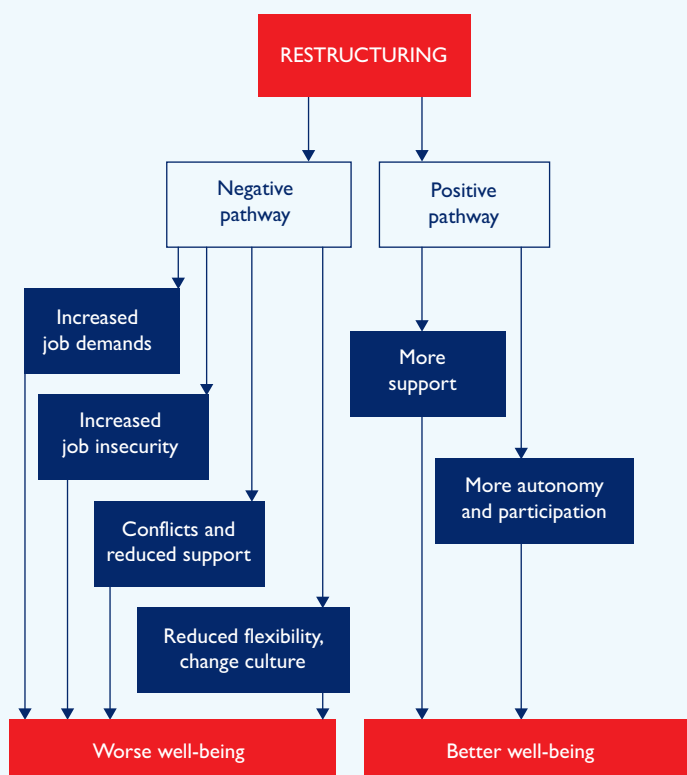 RESTRUCTURING
Negative
pathway
Positive
pathway
Increased
job demands
More
support
Increased
job insecurity
More autonomy
and participation
Conflicts and
reduced support
Reduced flexibility,
change culture
Worse well-being
Better well-being